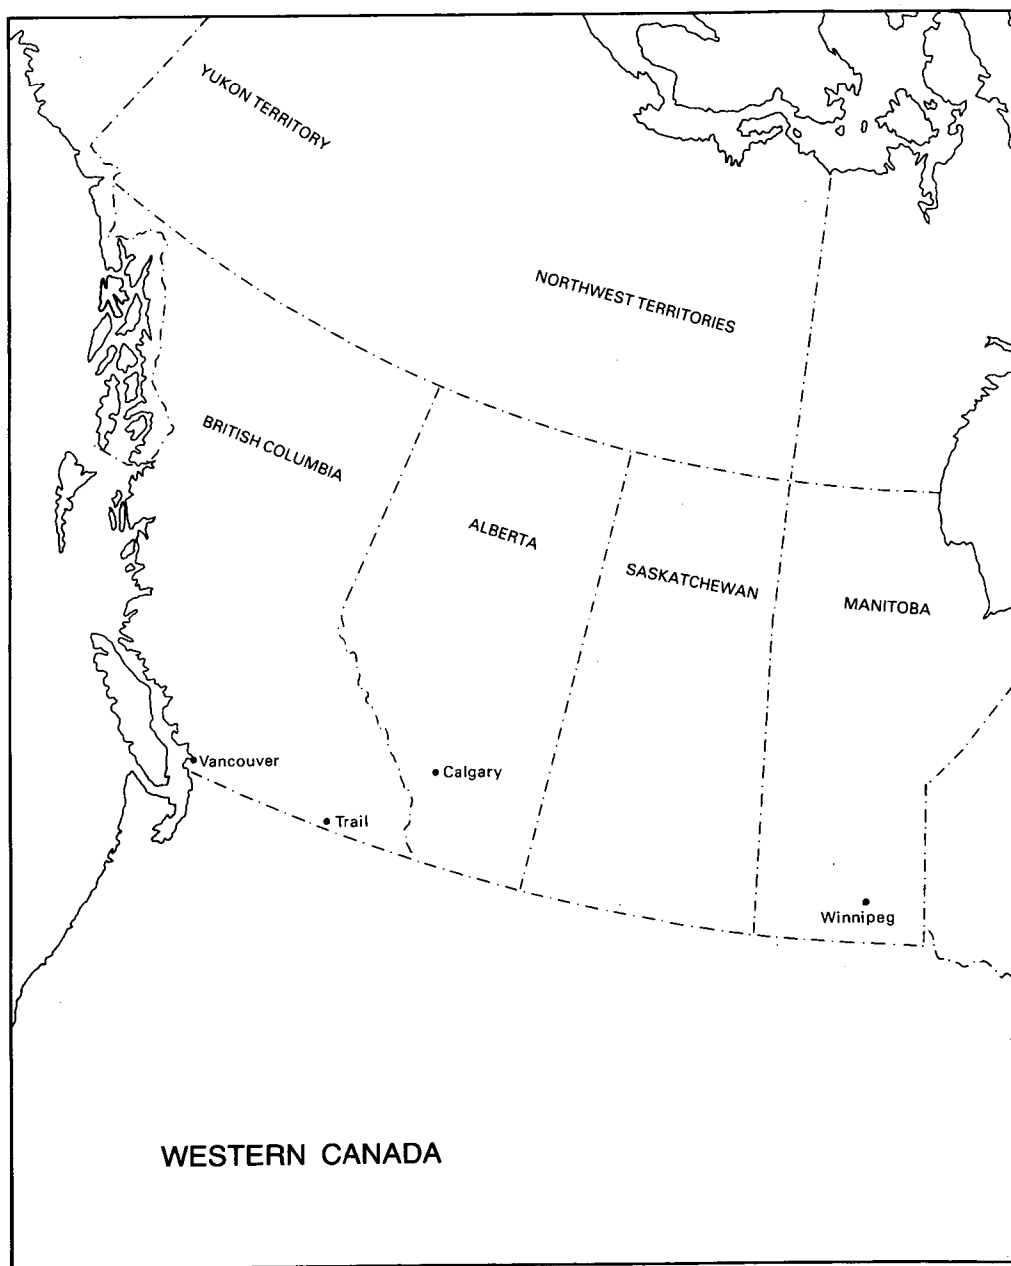 YUKON TERRITORY
NORTHWEST TERRITORIES
BRITISH COLUMBIA
ALBERTA
SASKATCHEWAN
MANITOBA
Vancouver
Calgary
Trail
Winnipeg
WESTERN CANADA